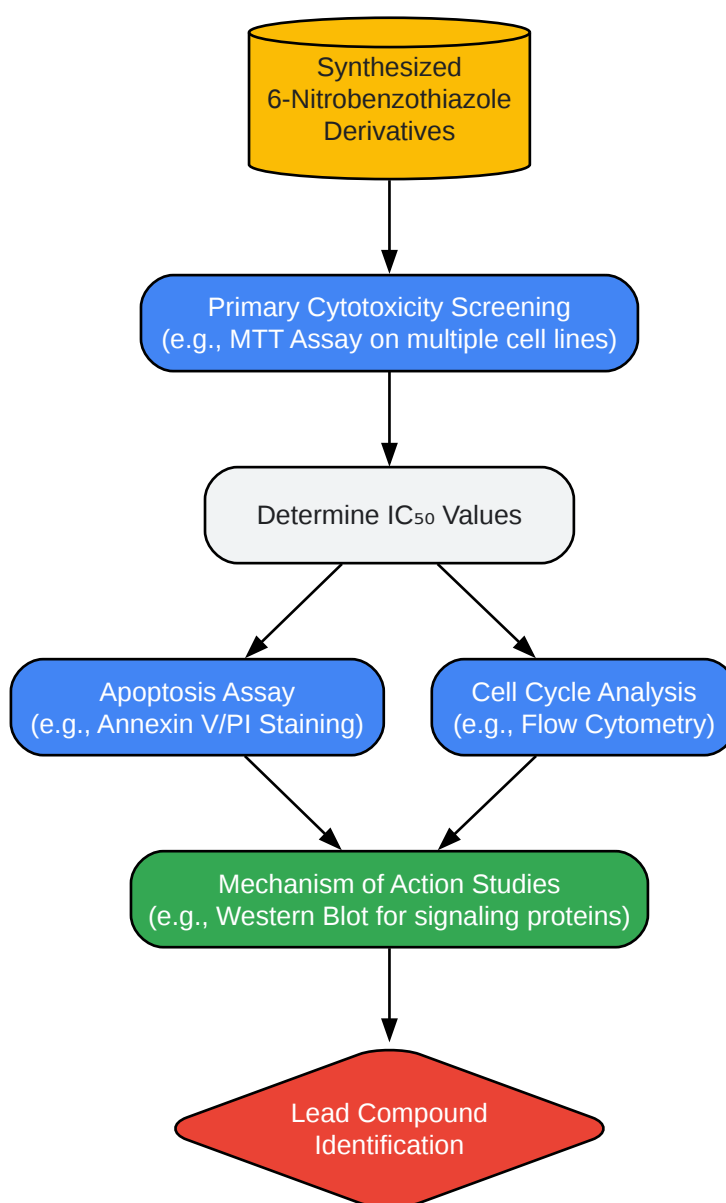 Synthesized
6-Nitrobenzothiazole
Derivatives
Primary Cytotoxicity Screening
(e.g., MTT Assay on multiple cell lines)
Determine IC₅₀ Values
Apoptosis Assay
(e.g., Annexin V/PI Staining)
Cell Cycle Analysis
(e.g., Flow Cytometry)
Mechanism of Action Studies
(e.g., Western Blot for signaling proteins)
Lead Compound
Identification